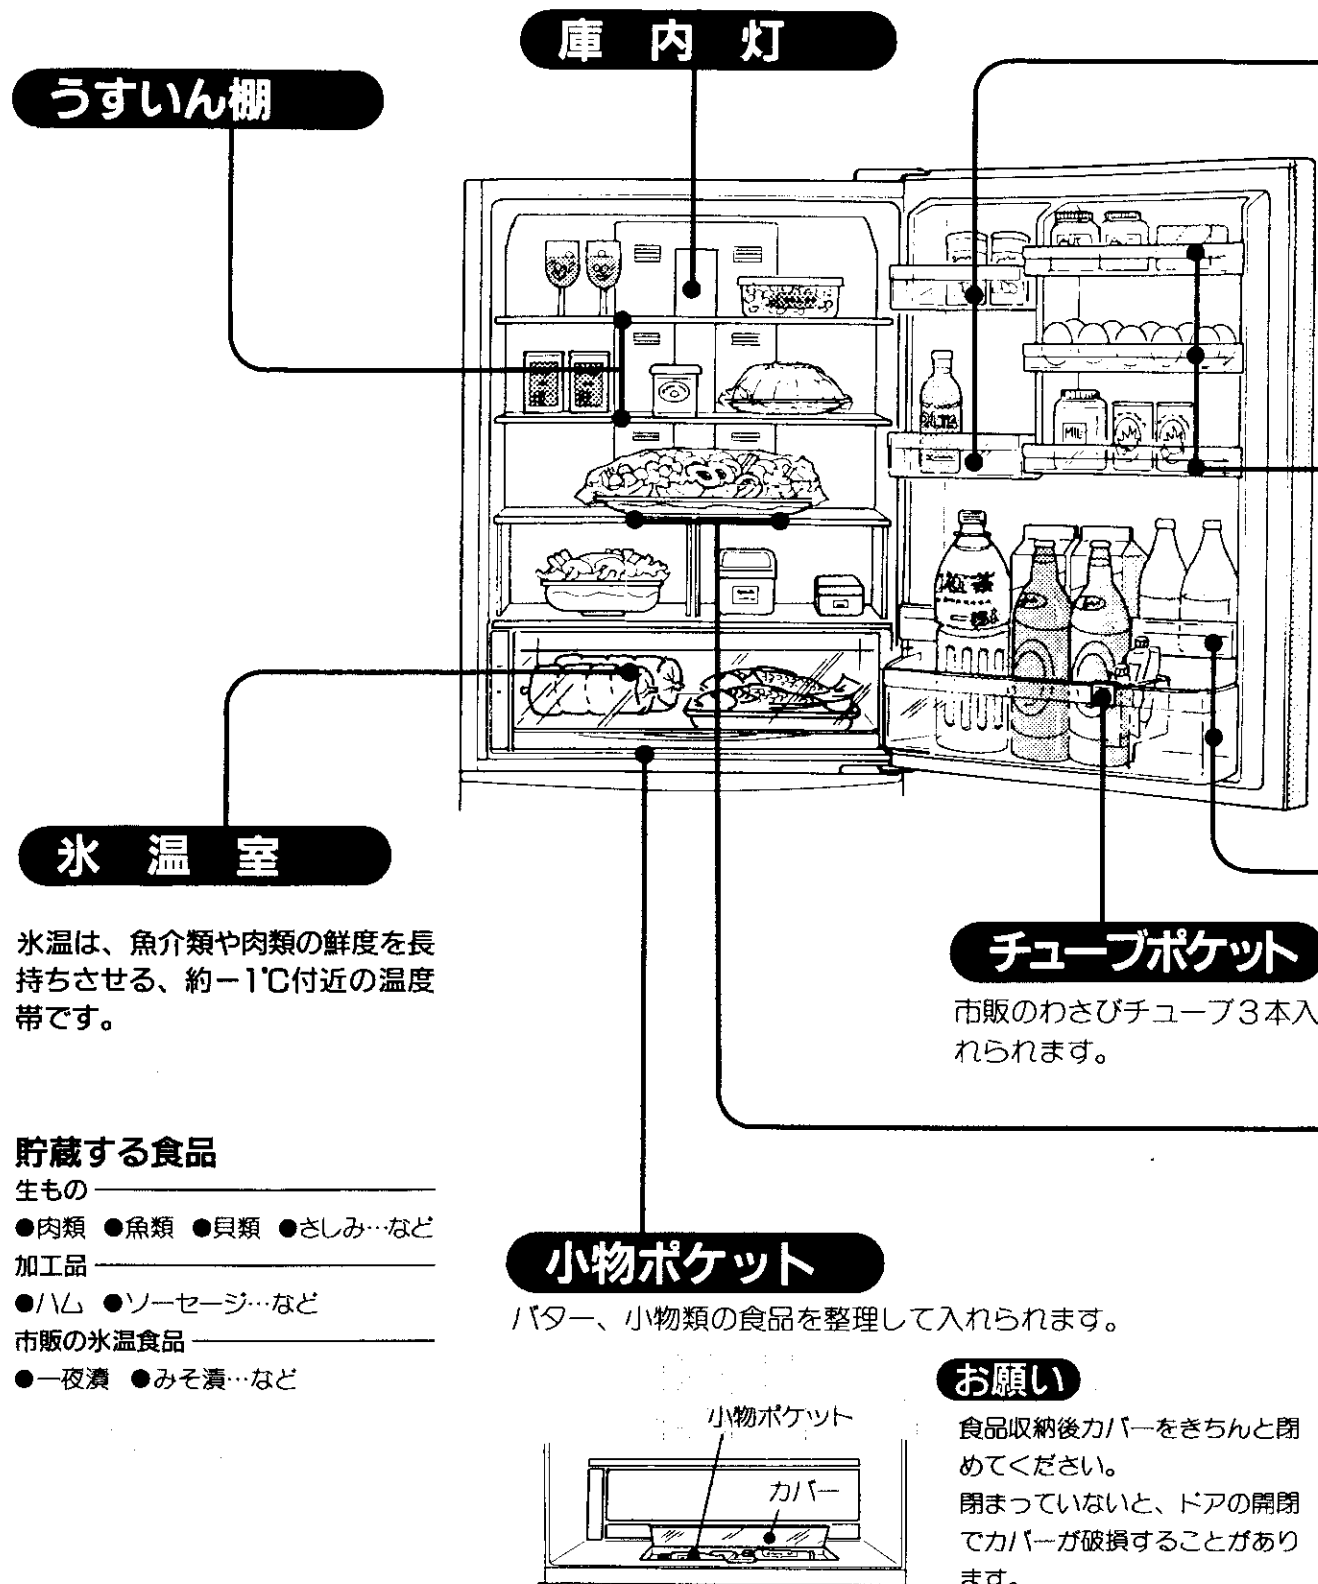 庫内灯
うすいん棚
氷温室
氷温は、魚介類や肉類の鮮度を長
持ちさせる、約−1℃付近の温度
帯です。
貯蔵する食品
生もの
●肉類 ●魚類 ●貝類 ●さしみ…など
加工品
●ハム ●ソーセージ…など
市販の氷温食品
●一夜漬 ●みそ漬…など
チューブポケット
市販のわさびチューブ3本入
れられます。
小物ポケット
バター、小物類の食品を整理して入れられます。
小物ポケット
カバー
お願い
食品収納後カバーをきちんと閉
めてください。
閉まっていないと、ドアの開閉
でカバーが破損することがあり
ます。
MIL